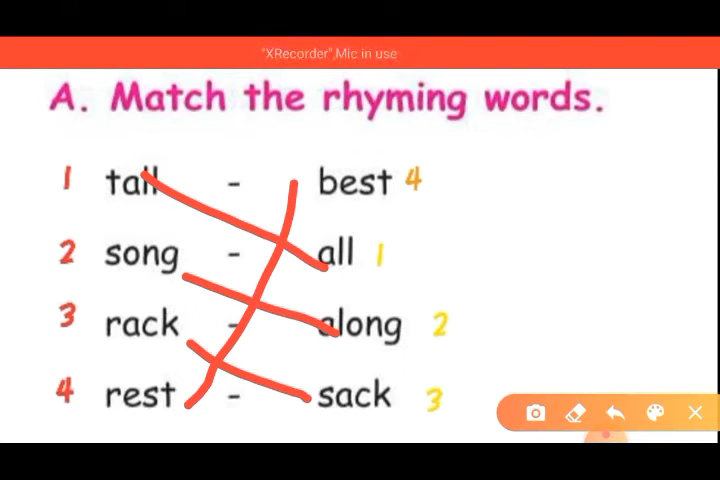 "XRecorder",Mic in use
A. Match the rhyming words.
1 tall - best 4
2 song - all 1
3 rack - along 2
4 rest - sack 3